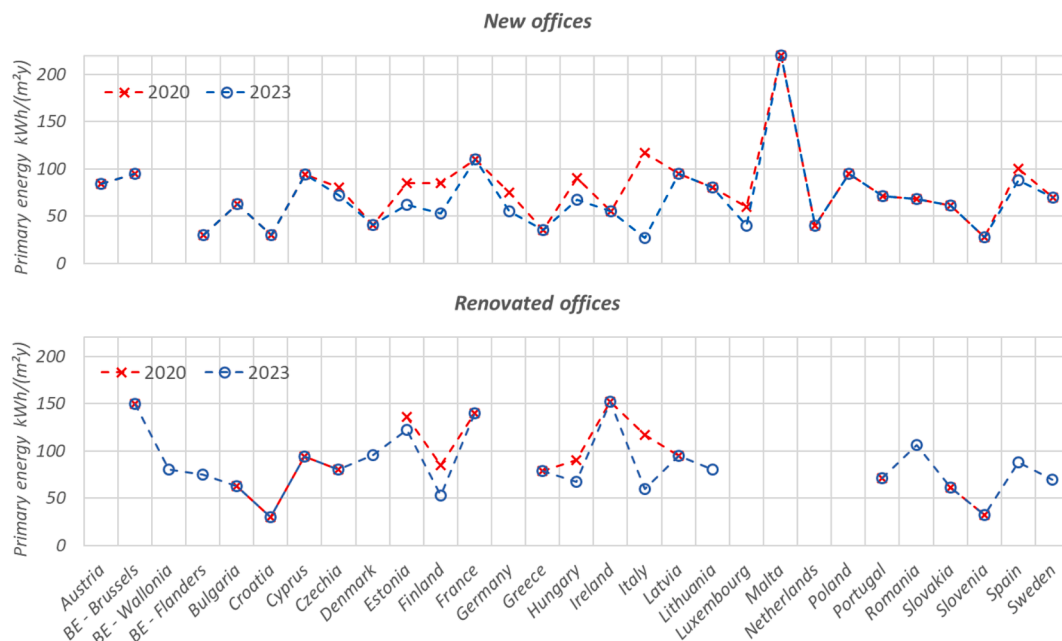 New offices
Primary energy kWh/(m²y)
200
150
100
50
0
2020
2023
Renovated offices
Primary energy kWh/(m²y)
200
150
100
50
0
2020
2023
Austria
BE - Brussels
BE - Wallonia
BE - Flanders
Bulgaria
Croatia
Cyprus
Czechia
Denmark
Estonia
Finland
France
Germany
Greece
Hungary
Ireland
Italy
Latvia
Lithuania
Luxembourg
Malta
Netherlands
Poland
Portugal
Romania
Slovakia
Slovenia
Spain
Sweden